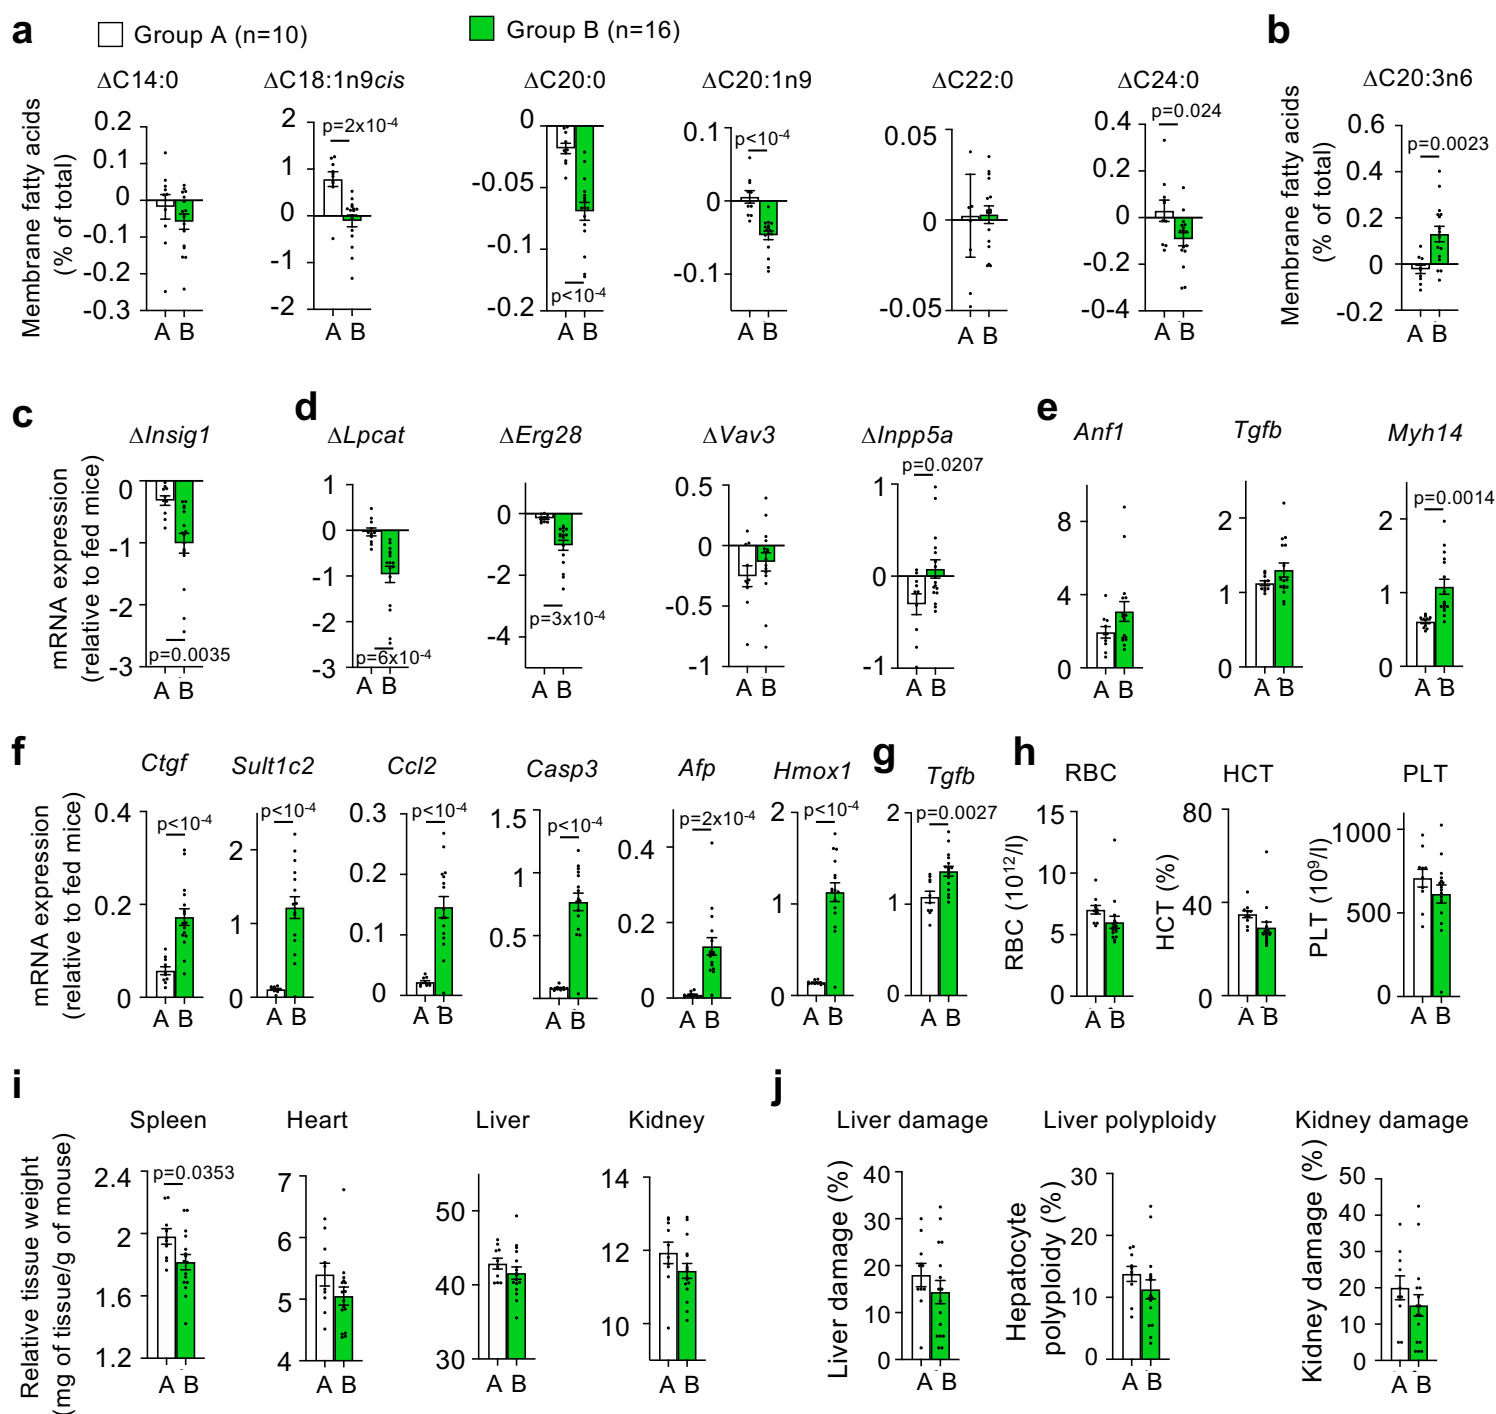 a
Group A (n=10)
Group B (n=16)
b
ΔC14:0
ΔC18:1n9cis
ΔC20:0
ΔC20:1n9
ΔC22:0
ΔC24:0
ΔC20:3n6
Membrane fatty acids
(% of total)
0.2
0.1
0
-0.1
-0.2
-0.3
A B
2
1
0
-1
-2
p=2x10-4
A B
0
-0.05
-0.1
-0.2
p<10-4
A B
0.1
0
-0.1
p<10-4
A B
0.05
0
-0.05
A B
0.4
0.2
0
-0.2
-0-4
p=0.024
A B
Membrane fatty acids
(% of total)
0.6
0.4
0.2
0
-0.2
p=0.0023
A B
c
d
e
ΔInsig1
ΔLpcat
ΔErg28
ΔVav3
ΔInpp5a
Anf1
Tgfb
Myh14
mRNA expression
(relative to fed mice)
0
-1
-2
-3
p=0.0035
A B
1
0
-1
-2
-3
p=6x10-4
A B
0
-2
-4
p=3x10-4
A B
0.5
0
-0.5
-1
A B
1
0
-1
p=0.0207
A B
8
4
0
A B
2
1
0
A B
2
1
0
p=0.0014
A B
f
g
h
Ctgf
Sult1c2
Ccl2
Casp3
Afp
Hmox1
Tgfb
RBC
HCT
PLT
mRNA expression
(relative to fed mice)
0.4
0.2
0
p<10-4
A B
2
1
0
p<10-4
A B
0.3
0.2
0.1
0
p<10-4
A B
1.5
1
0.5
0
p<10-4
A B
0.4
0.2
0
p=2x10-4
A B
2
1
0
p<10-4
A B
2
1
0
p=0.0027
A B
RBC (10^12/l)
15
10
5
0
A B
HCT (%)
80
40
0
A B
PLT (10^9/l)
1000
500
0
A B
i
j
Spleen
Heart
Liver
Kidney
Liver damage
Liver polyploidy
Kidney damage
Relative tissue weight
(mg of tissue/g of mouse)
2.4
2
1.6
1.2
p=0.0353
A B
7
6
5
4
A B
50
40
30
A B
14
12
10
A B
Liver damage (%)
40
30
20
10
0
A B
Hepatocyte
polyploidy (%)
30
20
10
0
A B
Kidney damage (%)
50
40
30
20
10
0
A B